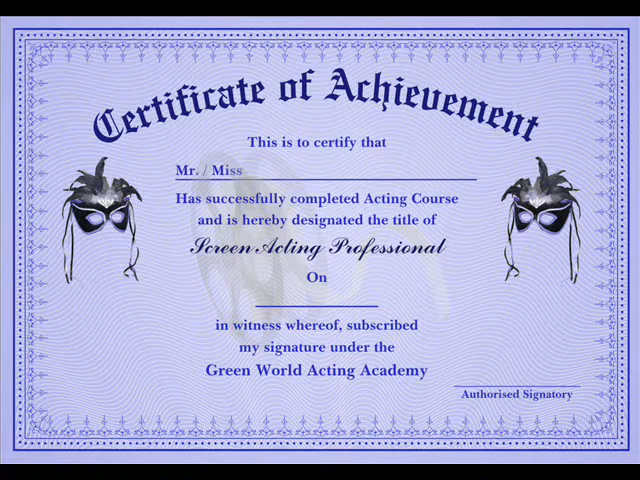 Certificate of Achievement
This is to certify that
Mr. / Miss
Has successfully completed Acting Course
and is hereby designated the title of
Screen Acting Professional
On
in witness whereof, subscribed
my signature under the
Green World Acting Academy
Authorised Signatory